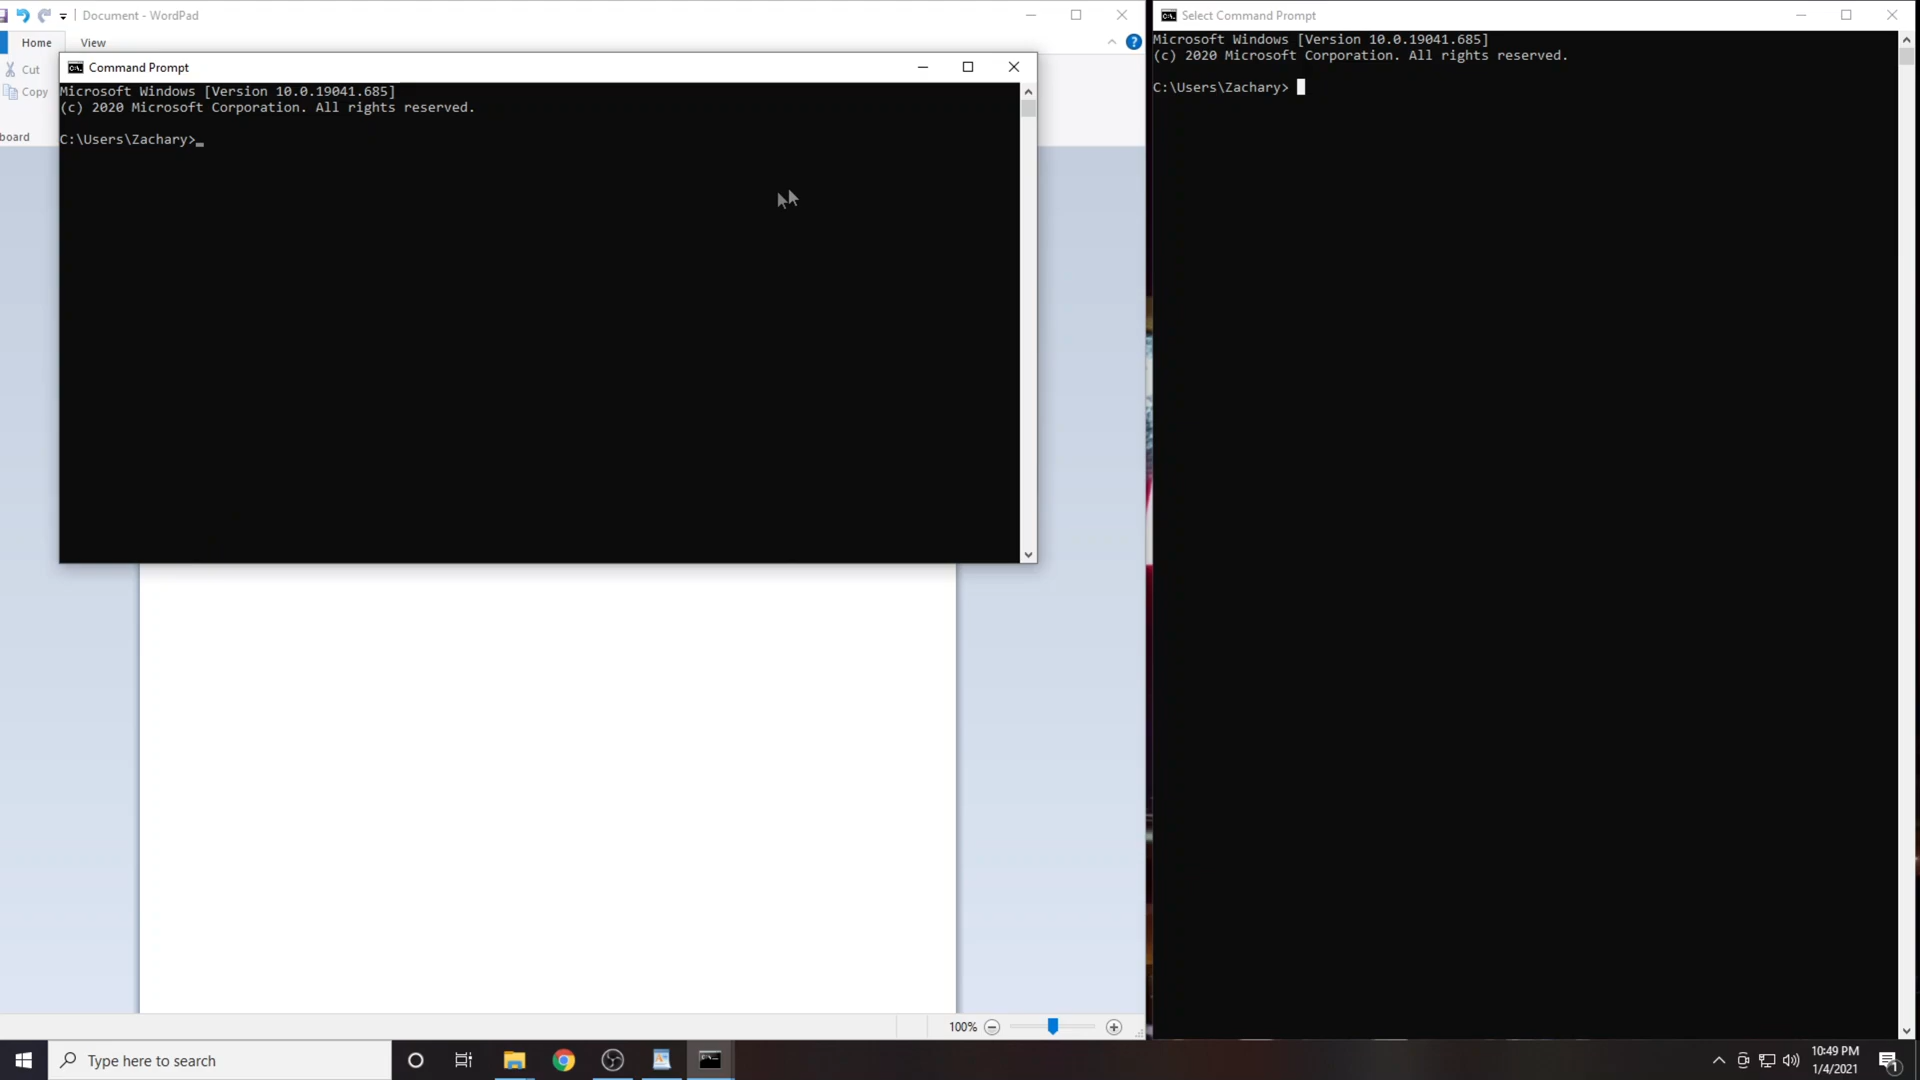 Document - WordPad
Home
View
Cut
Copy
board
Command Prompt
Microsoft Windows [Version 10.0.19041.685]
(c) 2020 Microsoft Corporation. All rights reserved.
C:\Users\Zachary>
100%
Select Command Prompt
Microsoft Windows [Version 10.0.19041.685]
(c) 2020 Microsoft Corporation. All rights reserved.
C:\Users\Zachary>
Type here to search
10:49 PM
1/4/2021
1